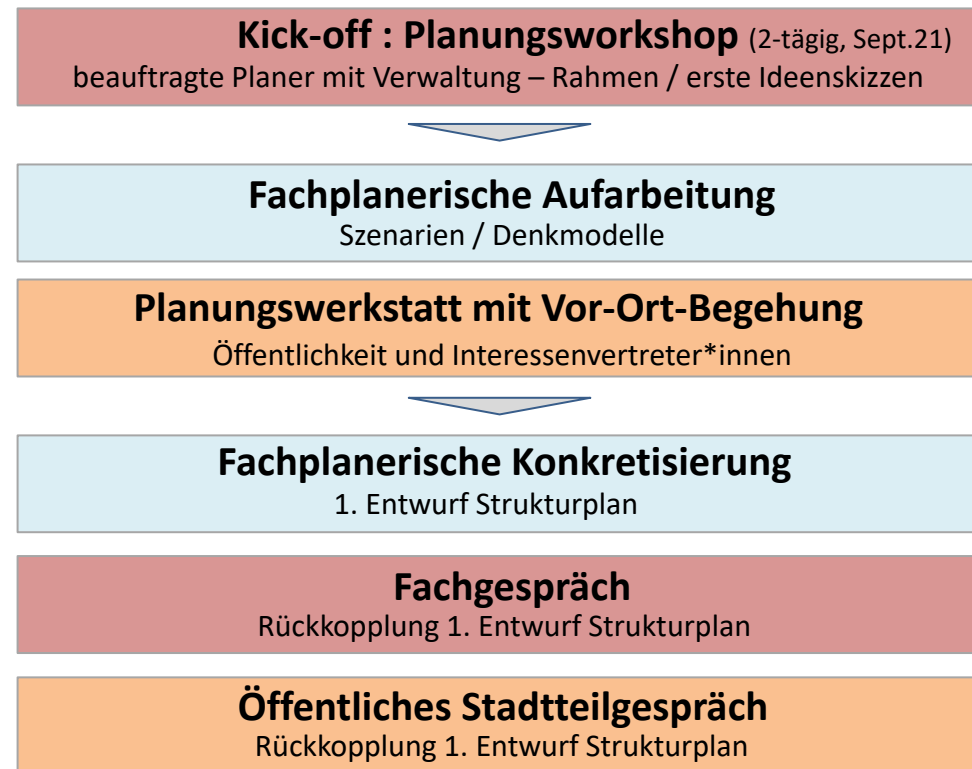 Kick-off : Planungsworkshop (2-tägig, Sept.21)
beauftragte Planer mit Verwaltung – Rahmen / erste Ideenskizzen
Fachplanerische Aufarbeitung
Szenarien / Denkmodelle
Planungswerkstatt mit Vor-Ort-Begehung
Öffentlichkeit und Interessenvertreter*innen
Fachplanerische Konkretisierung
1. Entwurf Strukturplan
Fachgespräch
Rückkopplung 1. Entwurf Strukturplan
Öffentliches Stadtteilgespräch
Rückkopplung 1. Entwurf Strukturplan